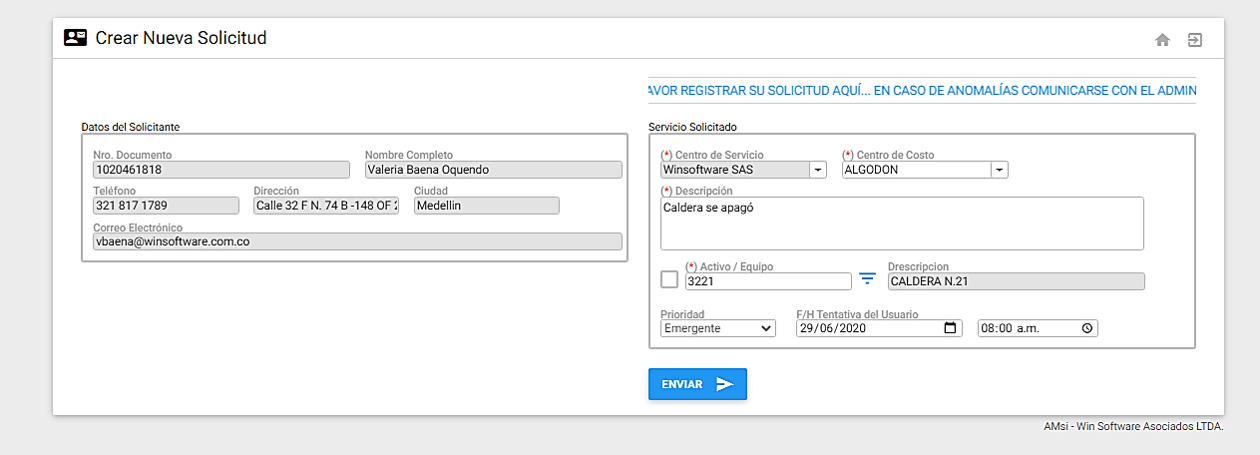 Crear Nueva Solicitud
AVOR REGISTRAR SU SOLICITUD AQUÍ... EN CASO DE ANOMALÍAS COMUNICARSE CON EL ADMIN
Datos del Solicitante
Nro. Documento Nombre Completo
1020461818 Valeria Baena Oquendo
Teléfono Dirección Ciudad
321 817 1789 Calle 32 F N. 74 B -148 OF 2 Medellin
Correo Electrónico
vbaena@winsoftware.com.co
Servicio Solicitado
(*) Centro de Servicio (*) Centro de Costo
Winsoftware SAS ALGODON
(*) Descripción
Caldera se apagó
(*) Activo / Equipo Drescripcion
3221 CALDERA N.21
Prioridad F/H Tentativa del Usuario
Emergente 29/06/2020 08:00 a.m.
ENVIAR
AMsi - Win Software Asociados LTDA.